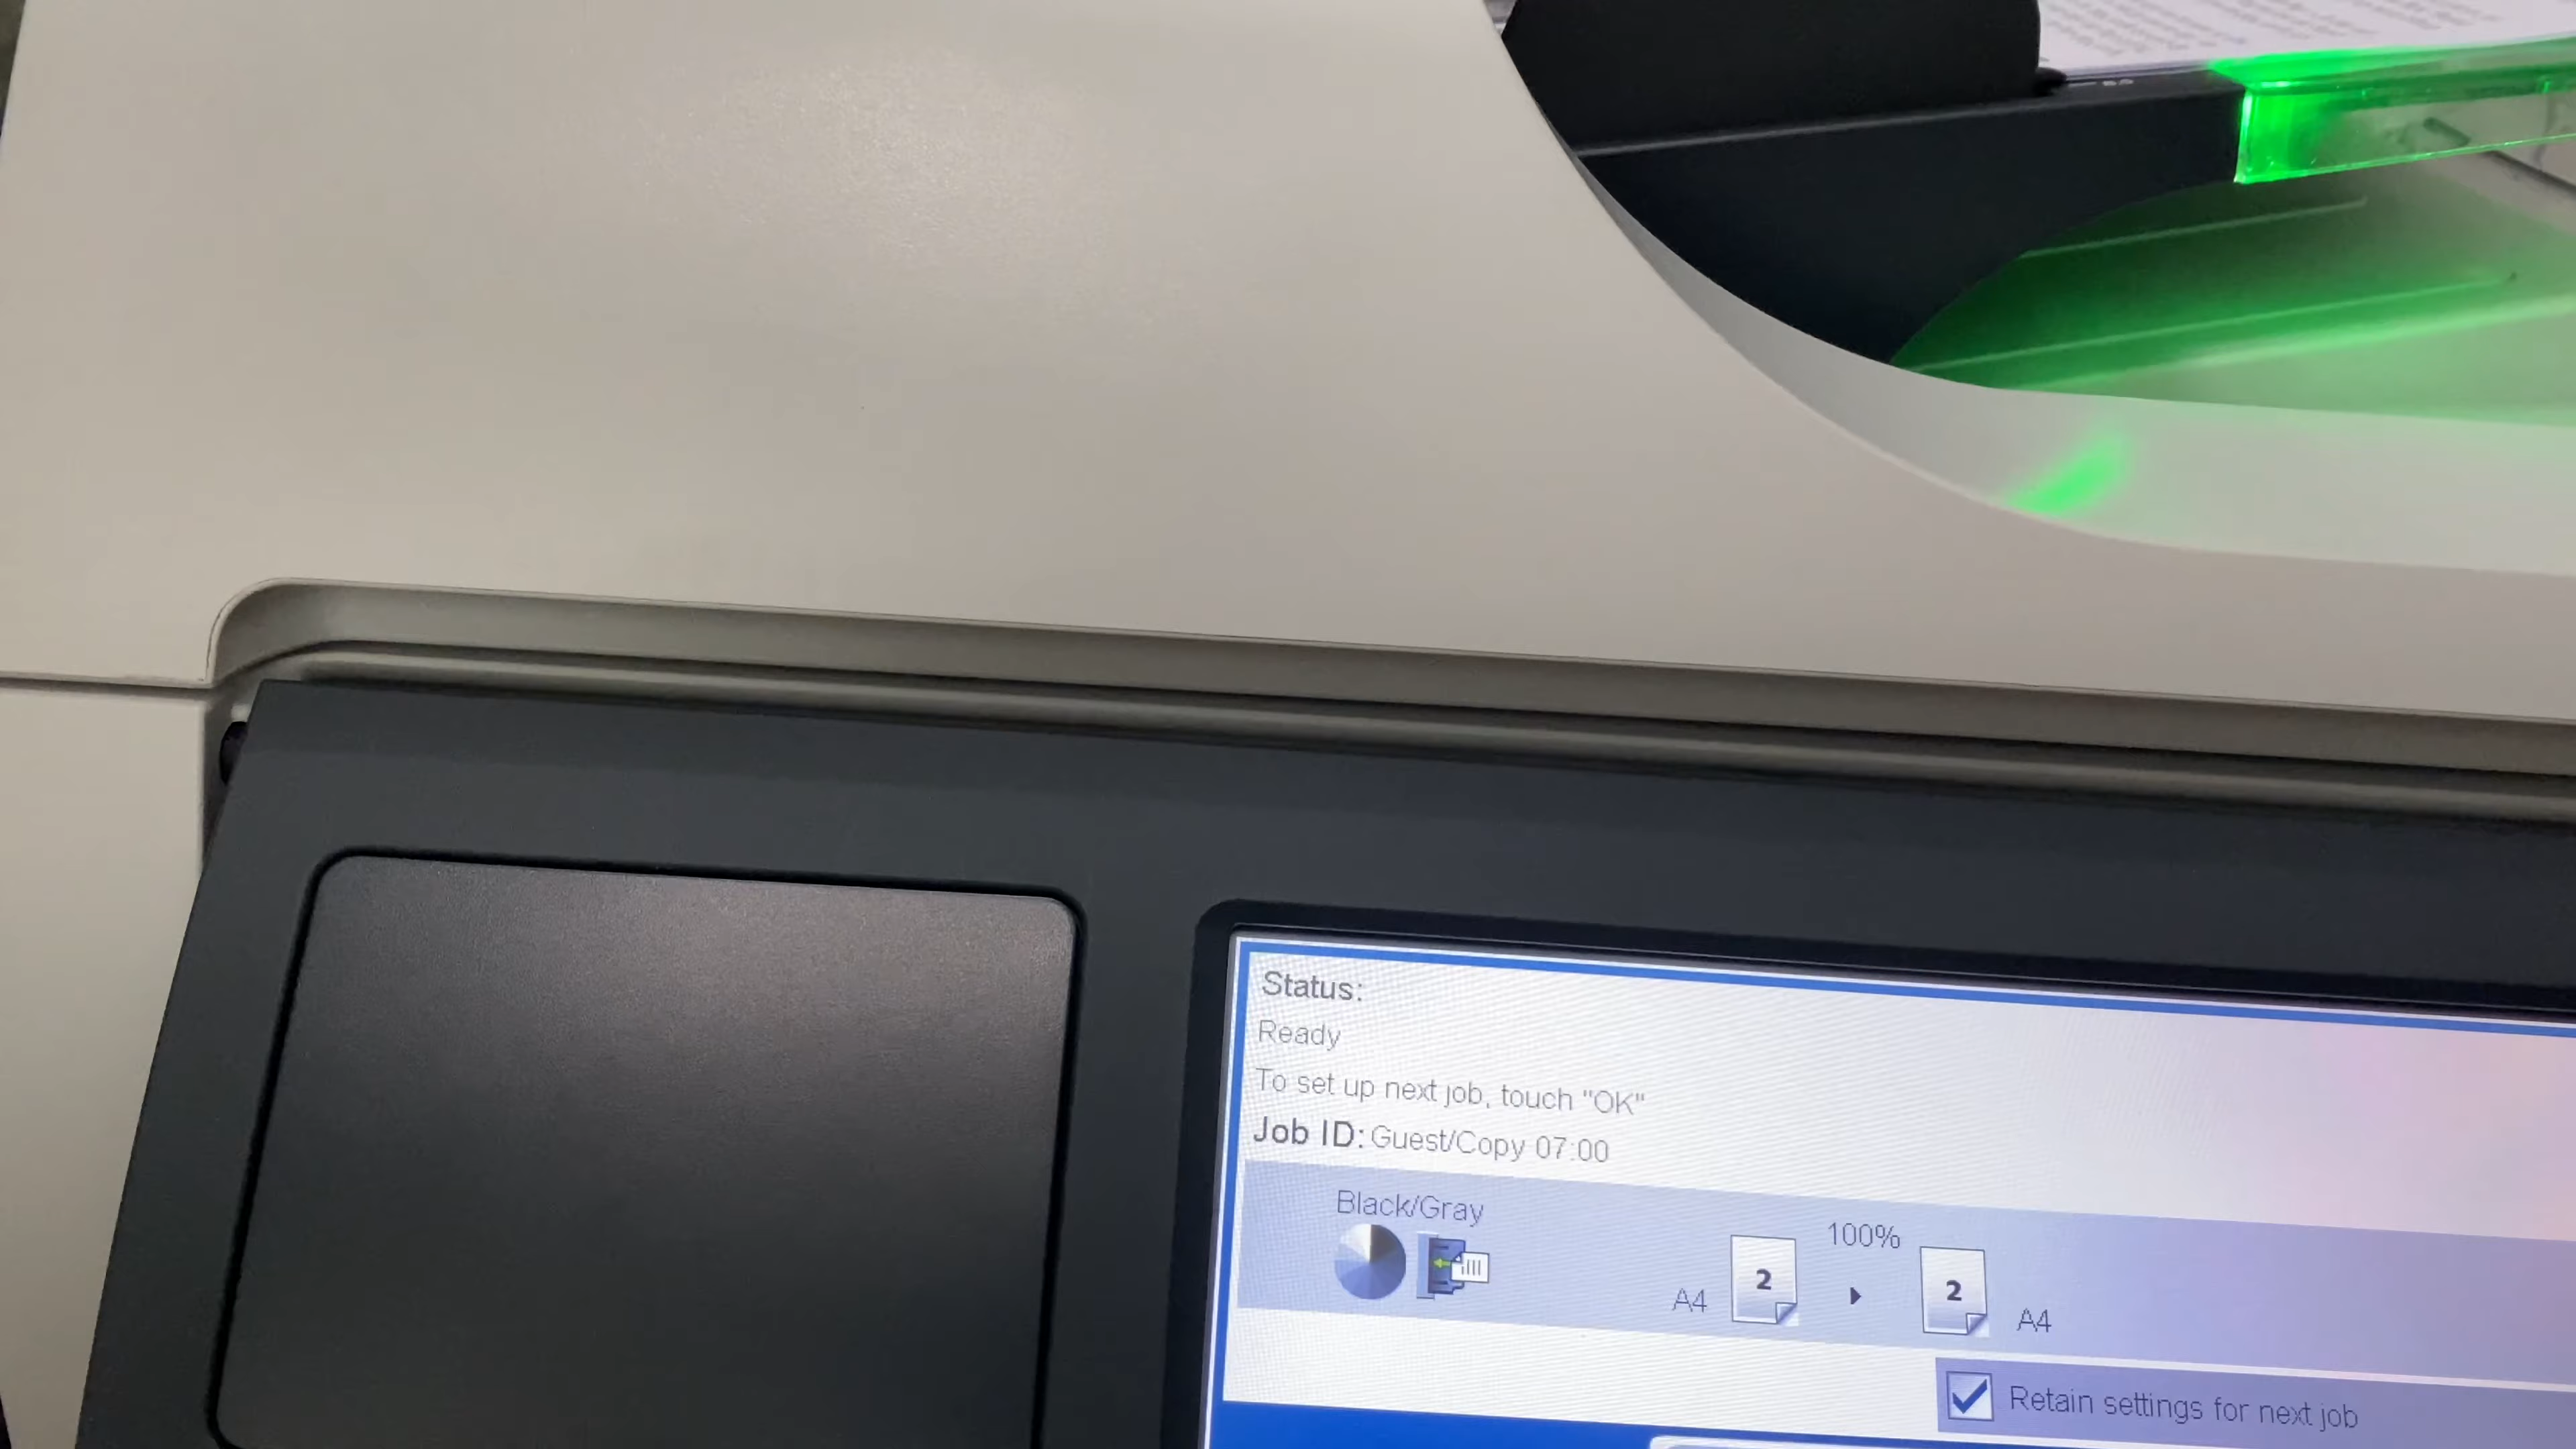 Status:
Ready
To set up next job, touch "OK"
Job ID: Guest/Copy 07:00
Black/Gray
100%
A4 2 2 A4
Retain settings for next job